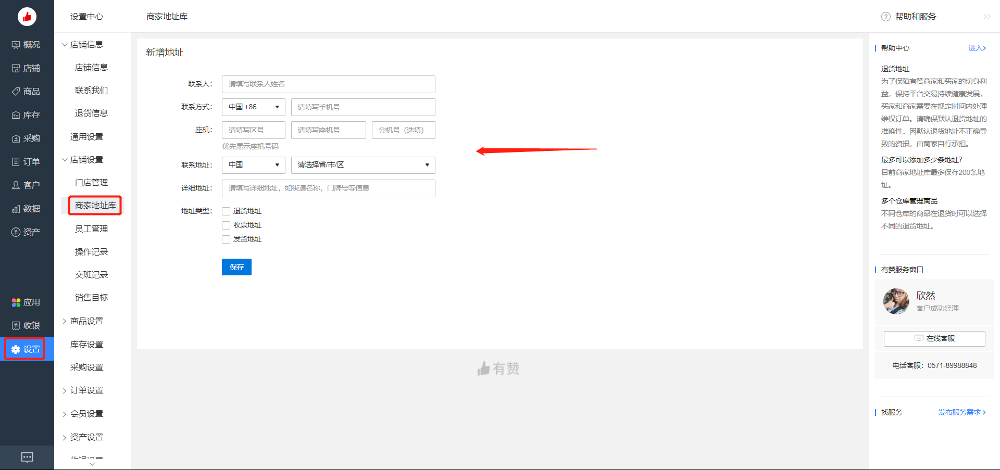 概况
店铺
商品
库存
采购
订单
客户
数据
资产
应用
收银
设置
设置中心
店铺信息
店铺信息
联系我们
退货信息
通用设置
店铺设置
门店管理
商家地址库
员工管理
操作记录
交班记录
销售目标
商品设置
库存设置
采购设置
订单设置
会员设置
资产设置
商家地址库
新增地址
联系人： 请填写联系人姓名
联系方式： 中国 +86 请填写手机号
座机： 请填写区号 请填写座机号 分机号（选填）
优先显示座机号码
联系地址： 中国 请选择省/市/区
详细地址： 请填写详细地址，如街道名称，门牌号等信息
地址类型： 退货地址
收票地址
发货地址
保存
有赞
帮助和服务
帮助中心 进入
退货地址
为了保障有赞商家和买家的切身利
益，保持平台交易持续健康发展，
买家和商家需要在规定时间内处理
维权订单。请确保默认退货地址的
准确性。因默认退货地址不正确导
致的资损，由商家自行承担。
最多可以添加多少条地址？
目前商家地址库最多保存200条地
址。
多个仓库管理商品
不同仓库的商品在退货时可以选择
不同的退货地址。
有赞服务窗口
欣然
客户成功经理
在线客服
电话客服：0571-89988848
找服务 发布服务需求